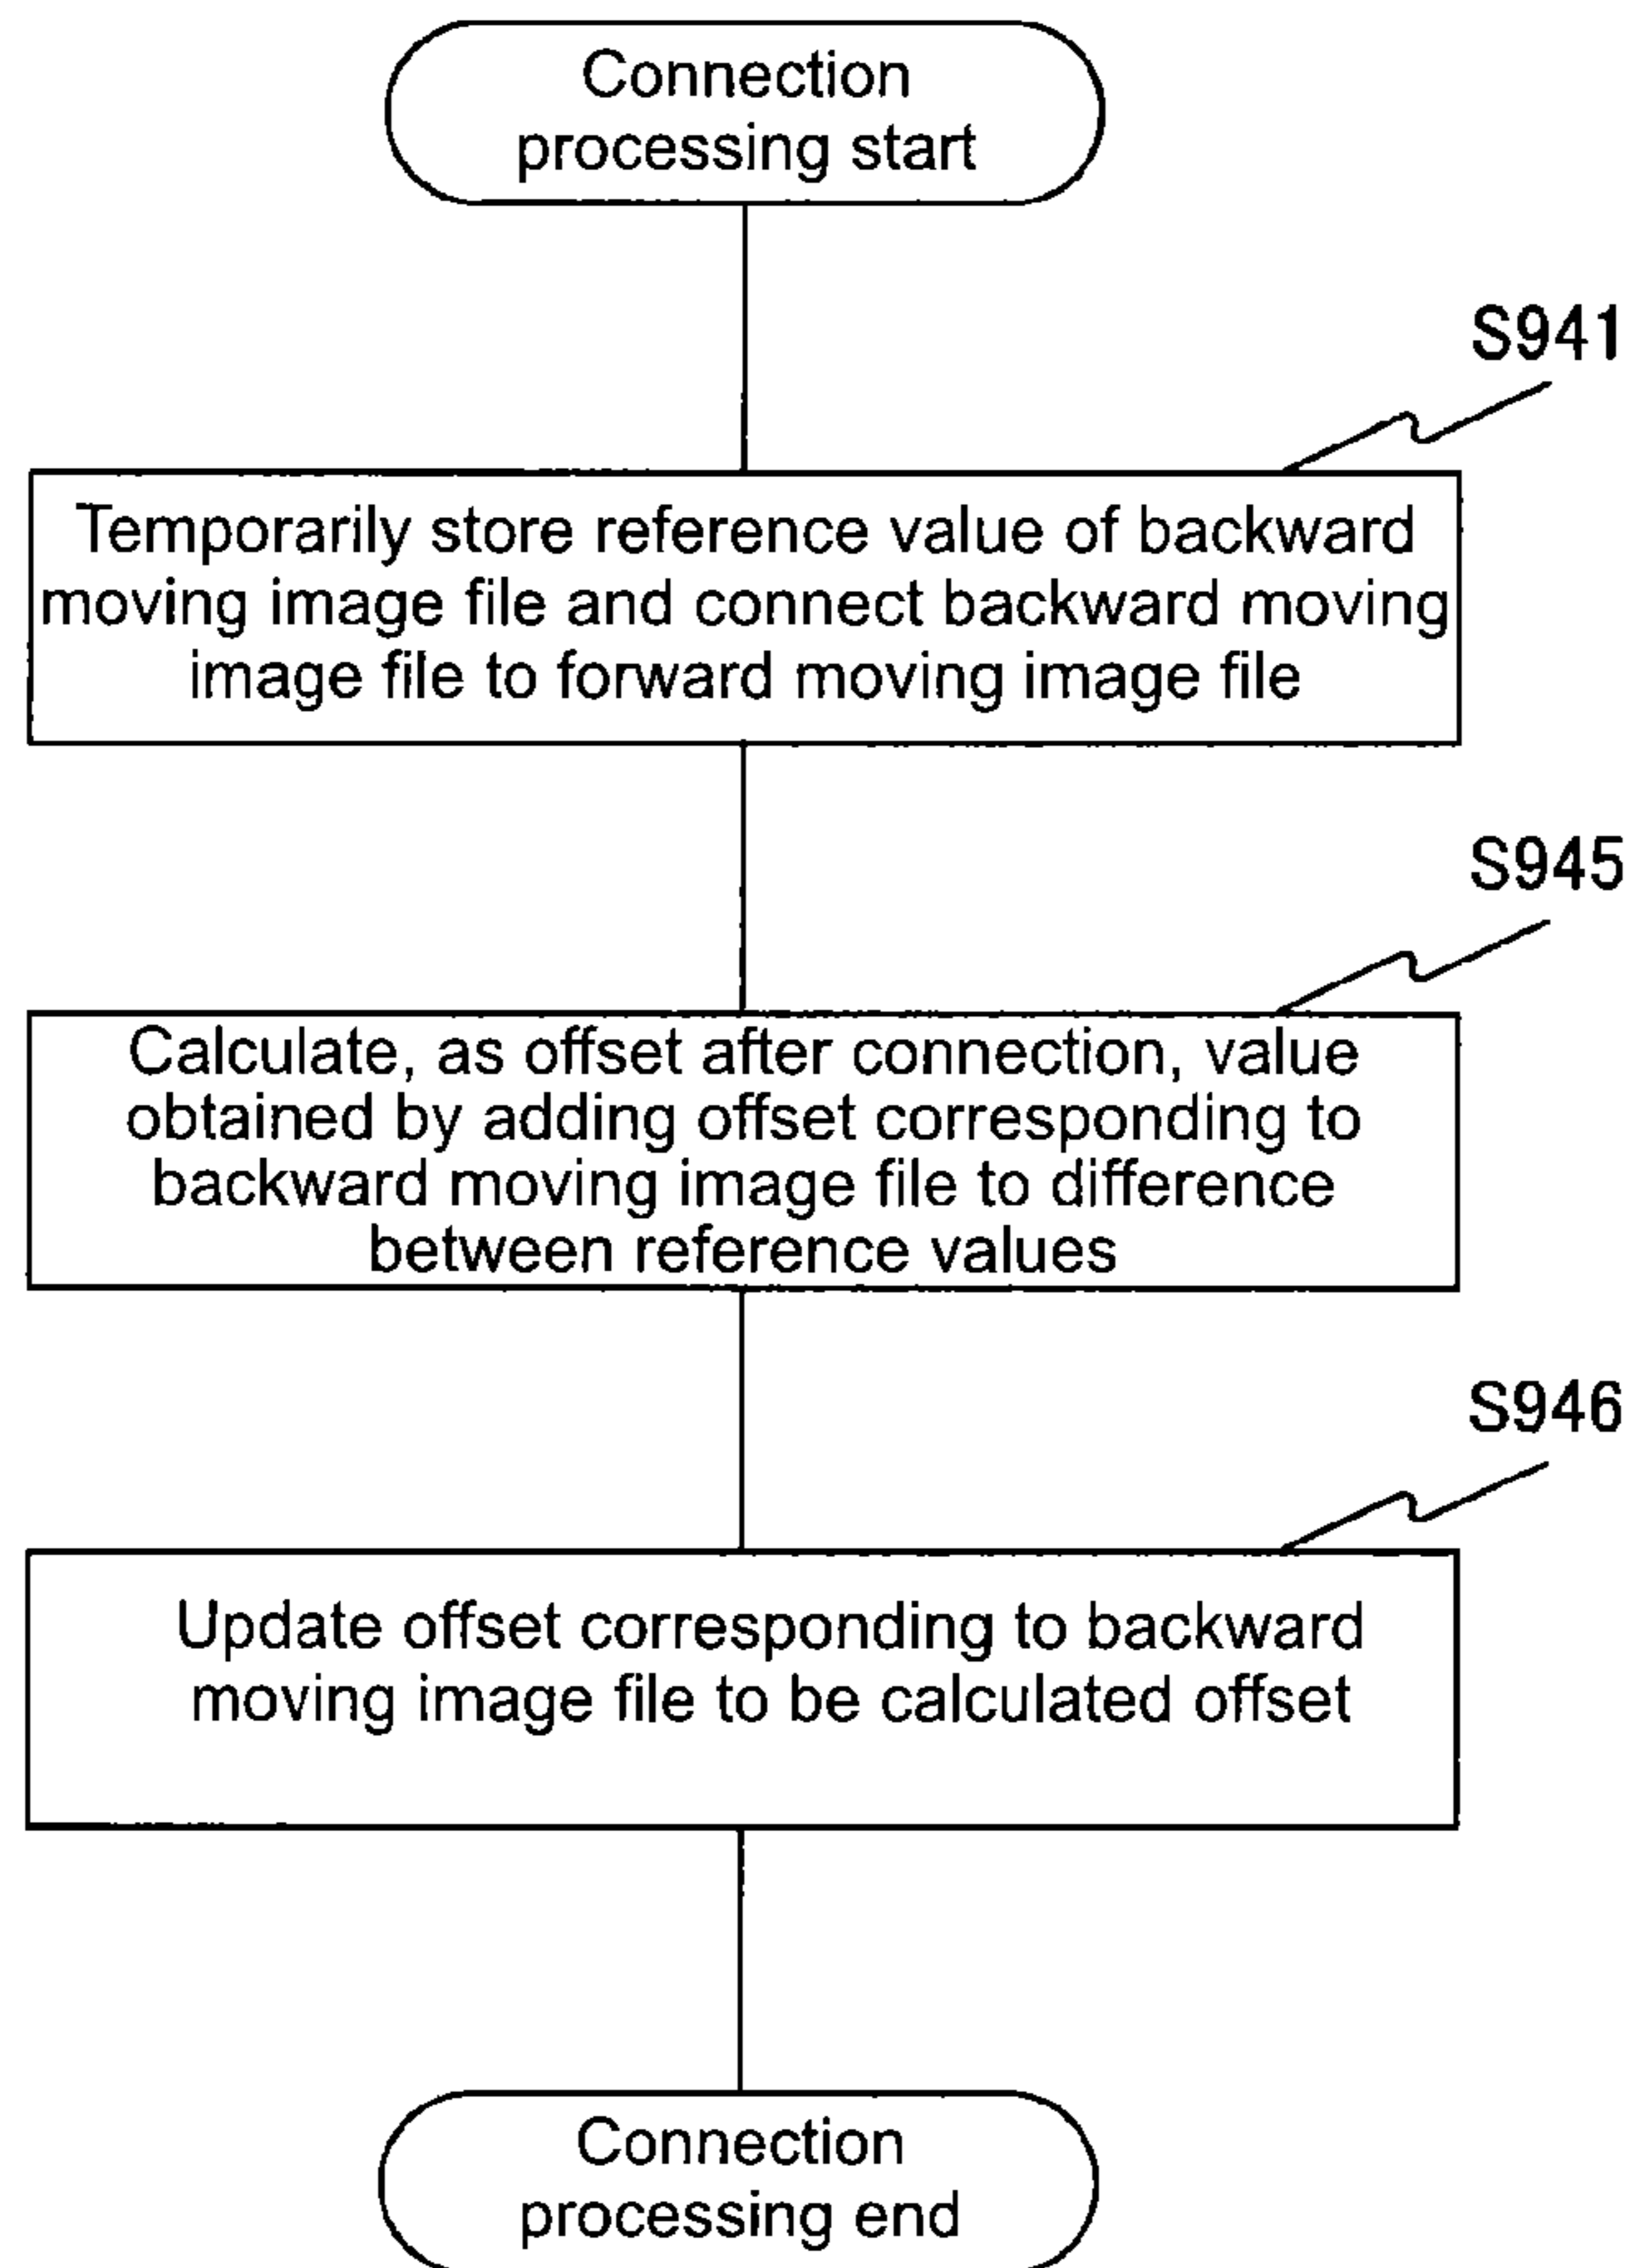 Connection
processing start
S941
Temporarily store reference value of backward
moving image file and connect backward moving
image file to forward moving image file
S945
Calculate, as offset after connection, value
obtained by adding offset corresponding to
backward moving image file to difference
between reference values
S946
Update offset corresponding to backward
moving image file to be calculated offset
Connection
processing end